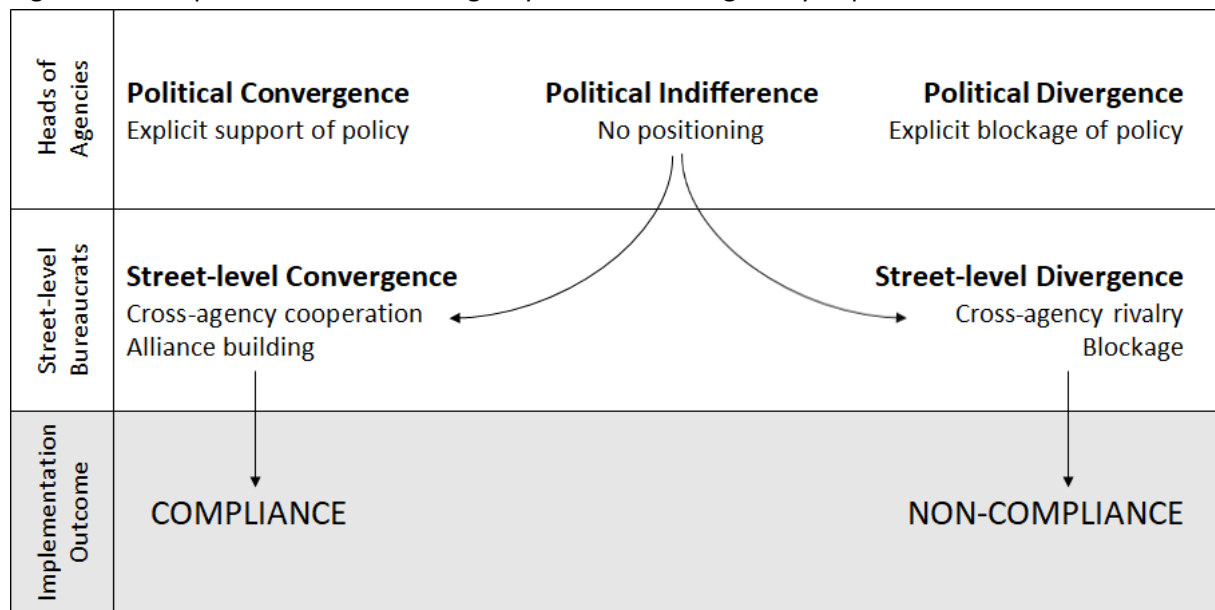 Heads of
Agencies
Political Convergence
Explicit support of policy
Political Indifference
No positioning
Political Divergence
Explicit blockage of policy
Street-level
Bureaucrats
Street-level Convergence
Cross-agency cooperation
Alliance building
Street-level Divergence
Cross-agency rivalry
Blockage
Implementation
Outcome
COMPLIANCE
NON-COMPLIANCE